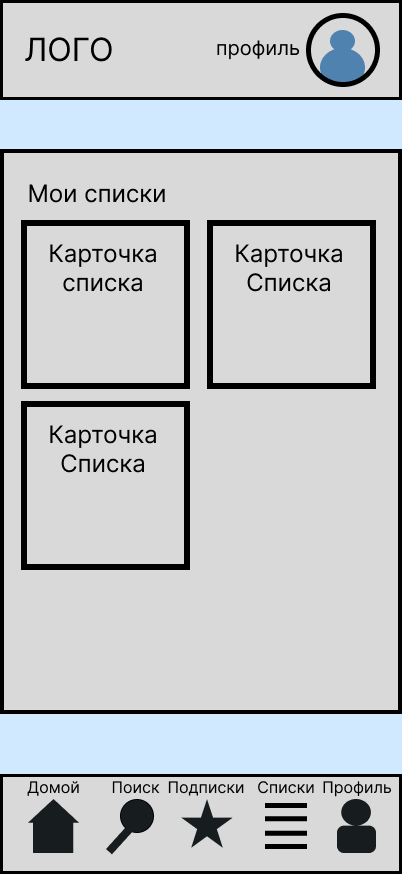 ЛОГО
профиль
Мои списки
Карточка
списка
Карточка
Списка
Карточка
Списка
Домой
Поиск
Подписки
Списки
Профиль